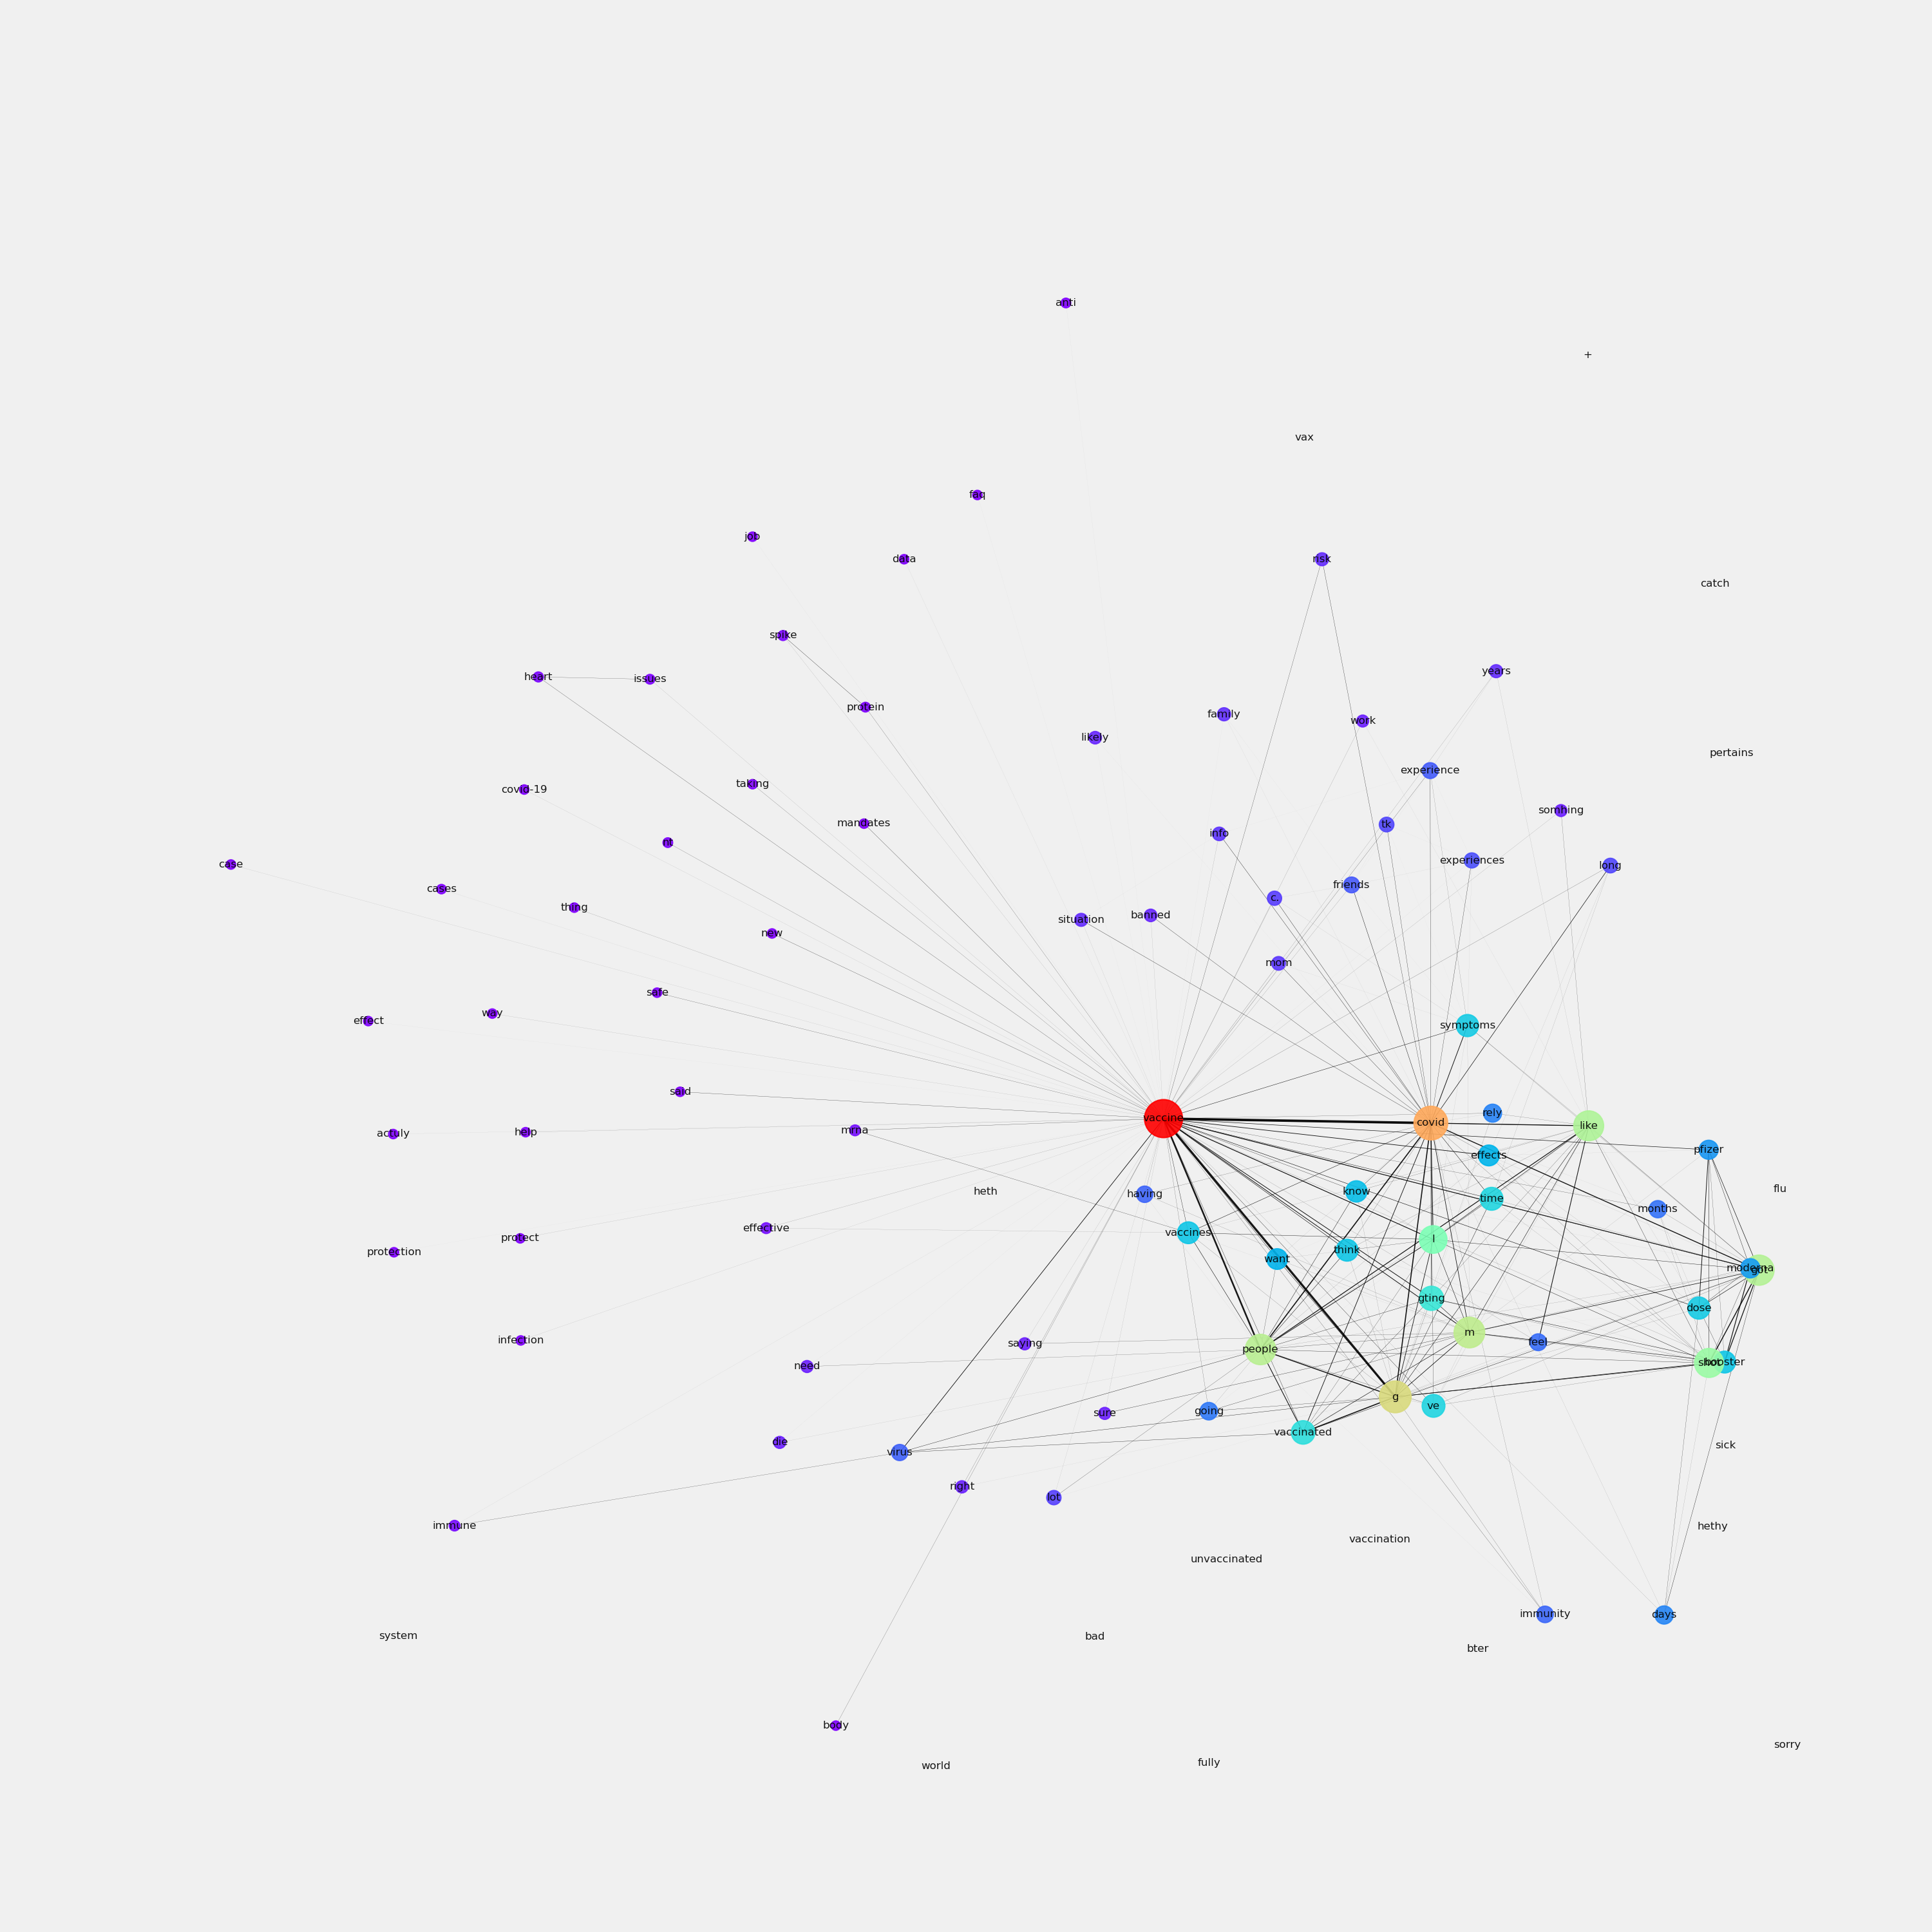 anti
+
vax
faq
job
data
risk
catch
spike
heart
issues
years
protein
family
work
likely
pertains
experience
taking
covid-19
somhing
mandates
tk
info
nt
experiences
case
long
friends
cases
c.
thing
banned
situation
new
mom
safe
way
effect
symptoms
said
rely
vaccine
covid
like
mrna
help
actuly
pfizer
effects
flu
heth
know
having
time
months
effective
vaccines
protect
I
think
protection
want
moderna
got
gting
dose
m
infection
feel
saying
people
shot
booster
need
g
ve
going
sure
vaccinated
die
sick
virus
right
lot
immune
hethy
vaccination
unvaccinated
immunity
days
system
bad
bter
body
sorry
fully
world